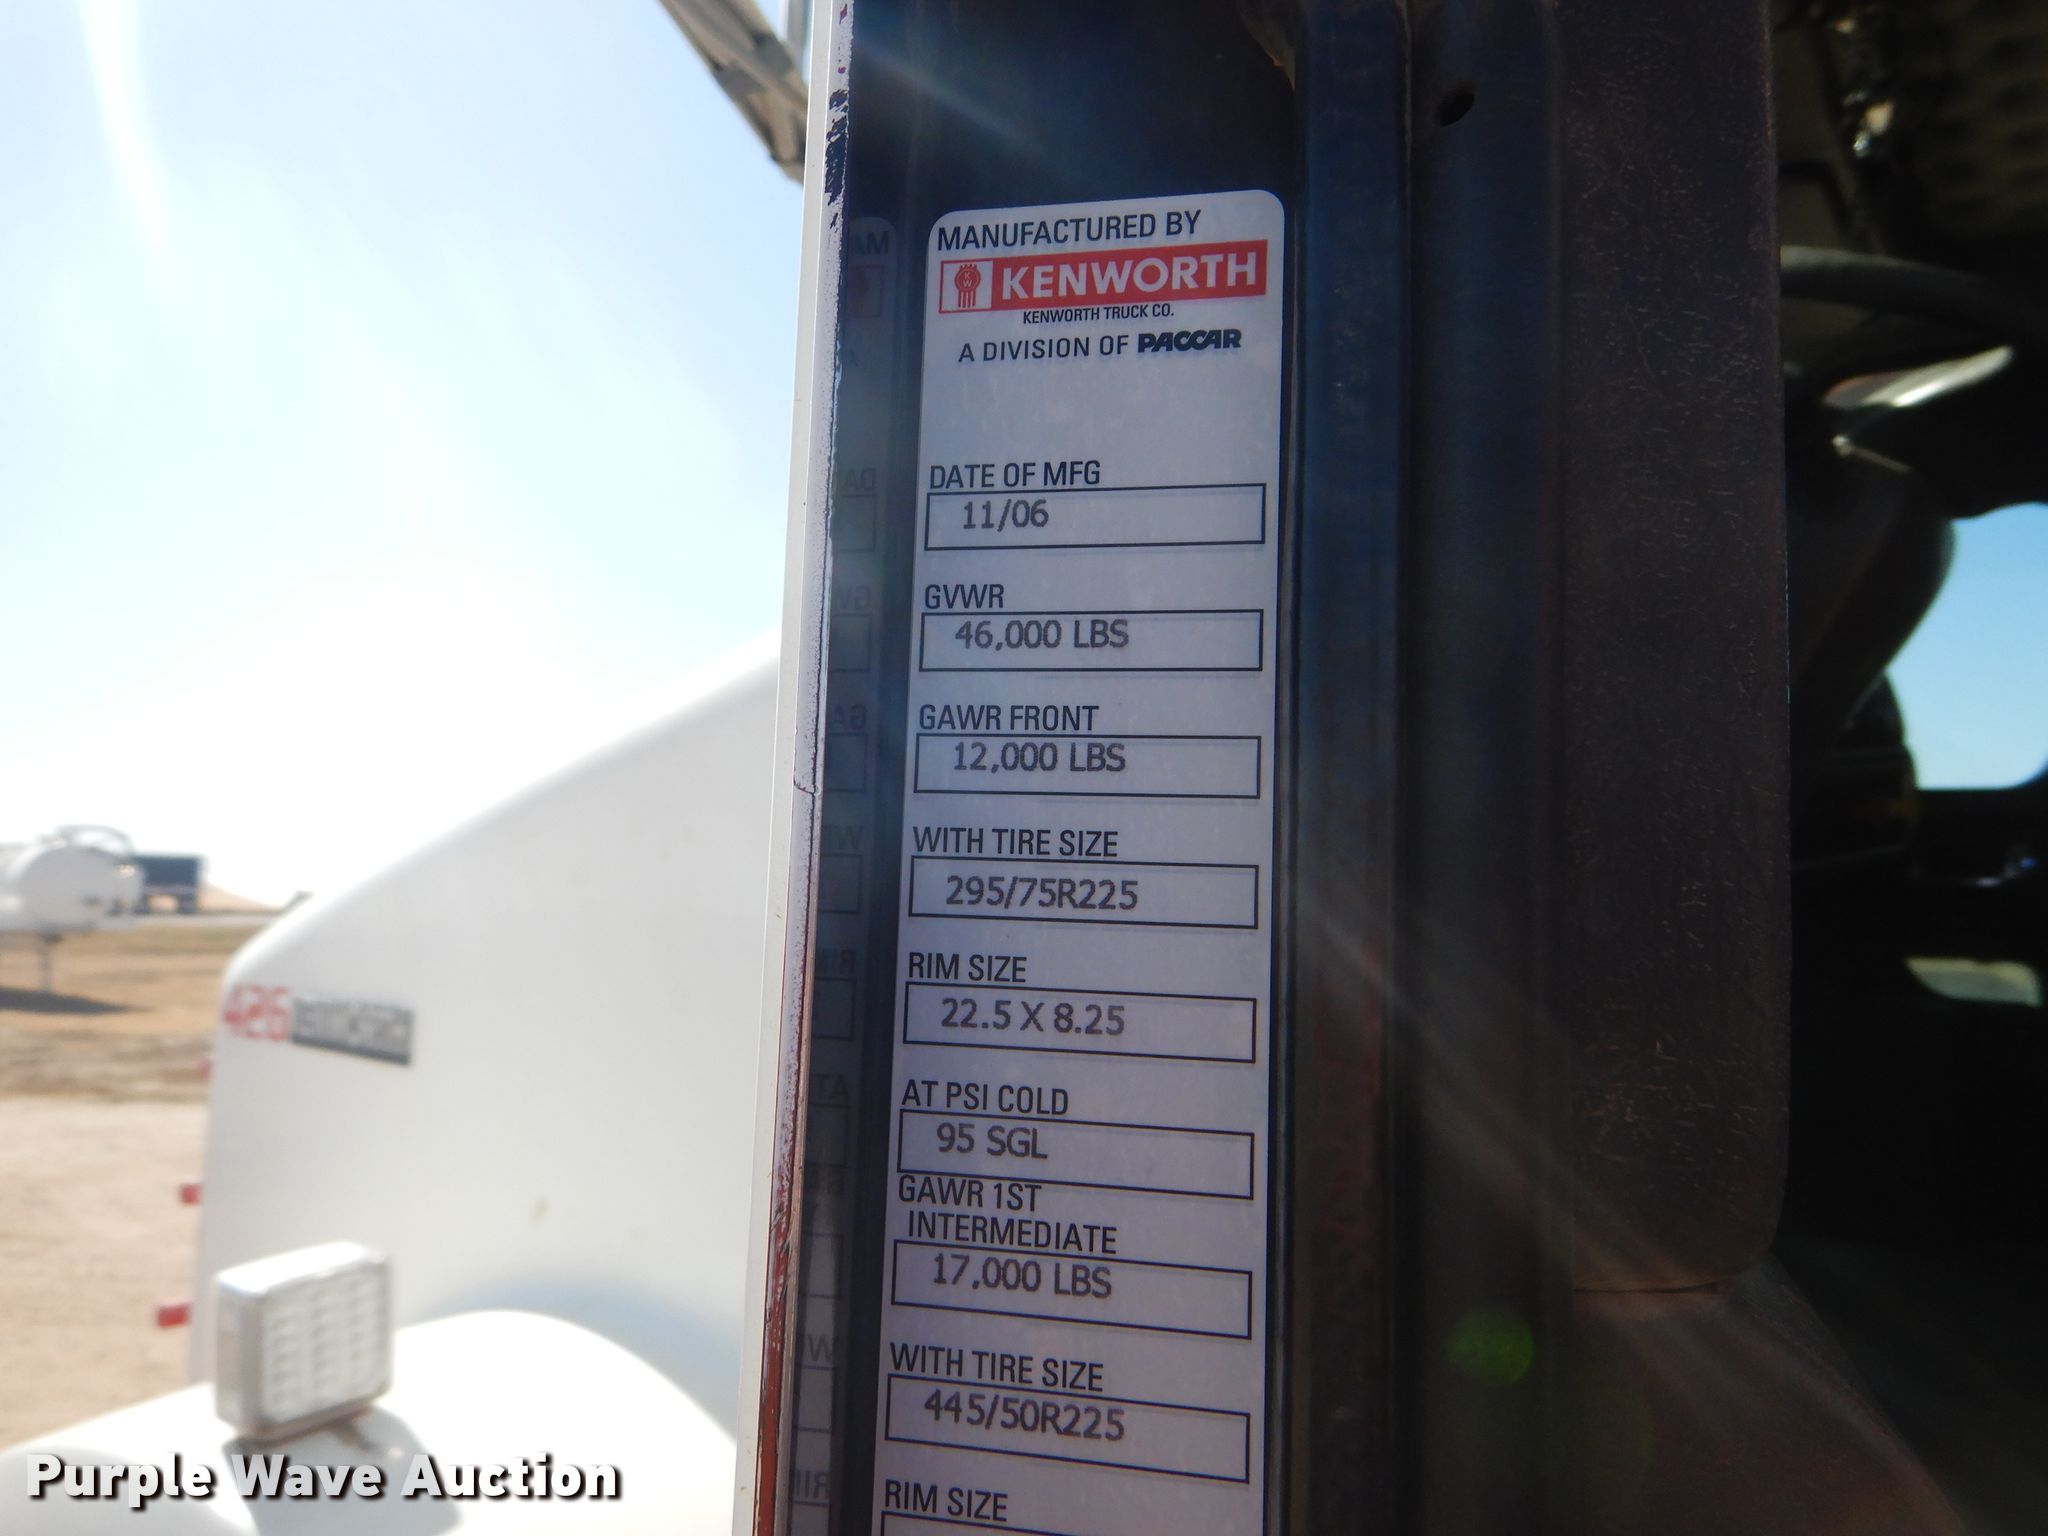 MANUFACTURED BY
KENWORTH
KENWORTH TRUCK CO.
A DIVISION OF PACCAR
DATE OF MFG
11/06
GVWR
46,000 LBS
GAWR FRONT
12,000 LBS
WITH TIRE SIZE
295/75R225
RIM SIZE
22.5 X 8.25
AT PSI COLD
95 SGL
GAWR 1ST
INTERMEDIATE
17,000 LBS
WITH TIRE SIZE
445/50R225
RIM SIZE
426 KENWORTH
Purple Wave Auction